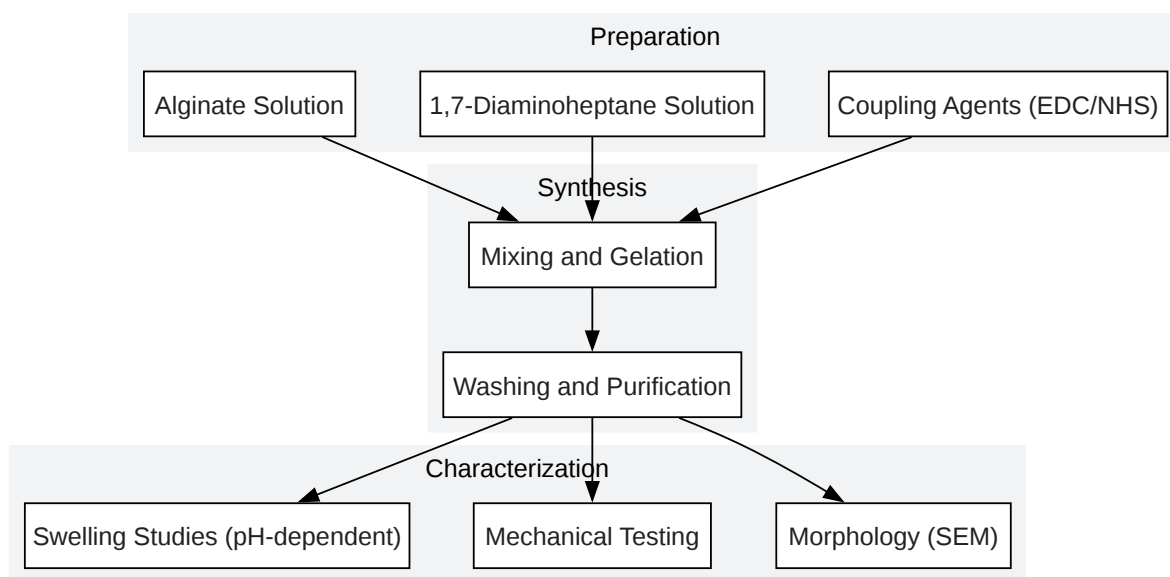 Preparation
Alginate Solution
1,7-Diaminoheptane Solution
Coupling Agents (EDC/NHS)
Synthesis
Mixing and Gelation
Washing and Purification
Characterization
Swelling Studies (pH-dependent)
Mechanical Testing
Morphology (SEM)